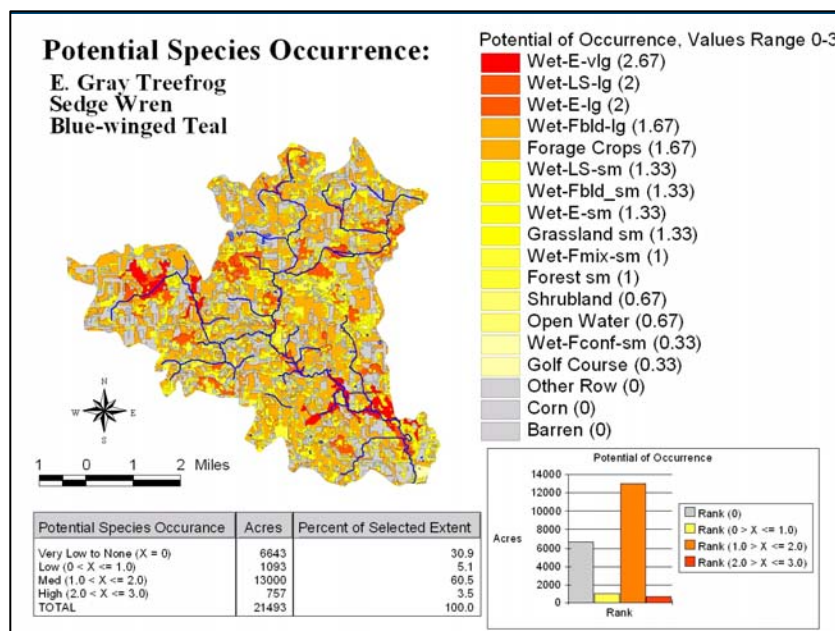 Potential Species Occurrence:
E. Gray Treefrog
Sedge Wren
Blue-winged Teal
Potential of Occurrence, Values Range 0-3
Wet-E-vlg (2.67)
Wet-LS-lg (2)
Wet-E-lg (2)
Wet-Fbld-lg (1.67)
Forage Crops (1.67)
Wet-LS-sm (1.33)
Wet-Fbld_sm (1.33)
Wet-E-sm (1.33)
Grassland sm (1.33)
Wet-Fmix-sm (1)
Forest sm (1)
Shrubland (0.67)
Open Water (0.67)
Wet-Fconf-sm (0.33)
Golf Course (0.33)
Other Row (0)
Corn (0)
Barren (0)
N
W E
S
1 0 1 2 Miles
Potential Species Occurance Acres Percent of Selected Extent
Very Low to None (X = 0) 6643 30.9
Low (0 < X <= 1.0) 1093 5.1
Med (1.0 < X <= 2.0) 13000 60.5
High (2.0 < X <= 3.0) 757 3.5
TOTAL 21493 100.0
Potential of Occurrence
14000
12000
10000
8000
6000
4000
2000
0
Acres
Rank
Rank (0)
Rank (0 > X <= 1.0)
Rank (1.0 > X <= 2.0)
Rank (2.0 > X <= 3.0)